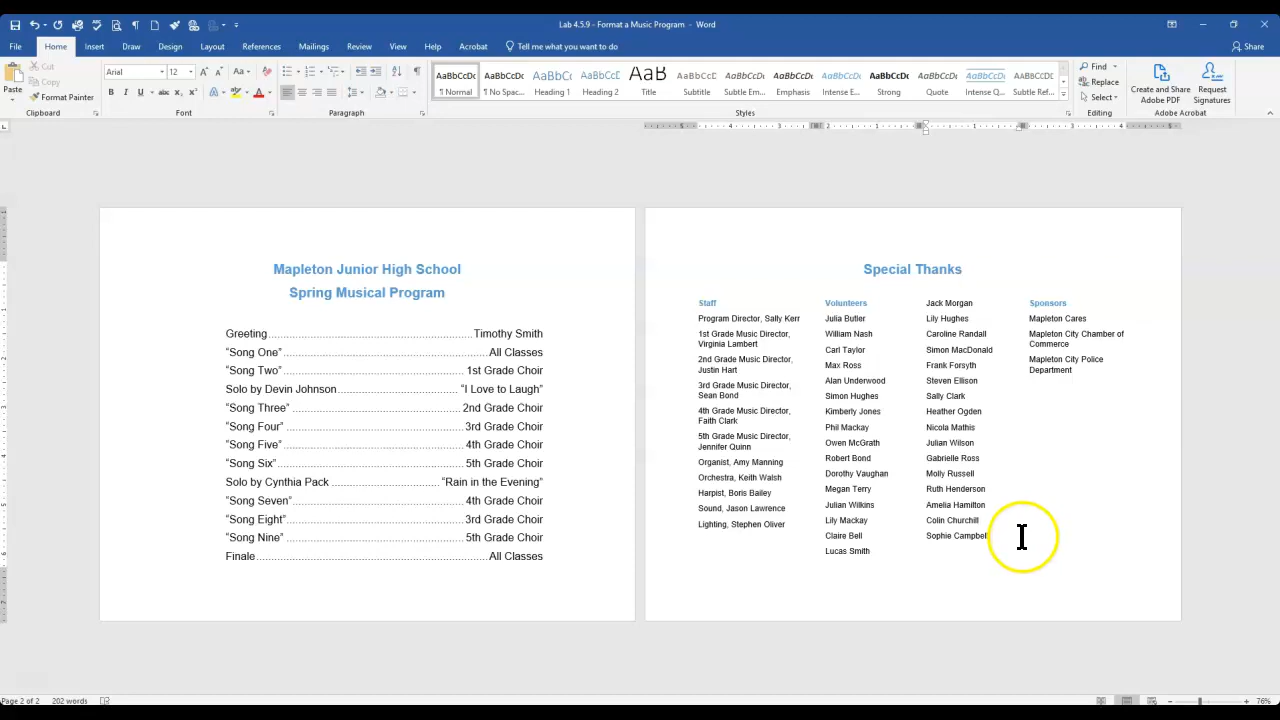 Lab 4.5.9 - Format a Music Program - Word
File Home Insert Draw Design Layout References Mailings Review View Help Acrobat Tell me what you want to do Share
Paste
Cut
Copy
Format Painter
Clipboard
Arial 12
Font
Paragraph
AaBbCcDc ¶ Normal
AaBbCcDc ¶ No Spac...
AaBbCcDc Heading 1
AaBbCcDc Heading 2
AaB Title
AaBbCcDc Subtitle
AaBbCcDc Subtle Em...
AaBbCcDc Emphasis
AaBbCcDc Intense E...
AaBbCcDc Strong
AaBbCcDc Quote
AaBbCcDc Intense Q...
AaBbCcDc Subtle Ref...
Styles
Find
Replace
Select
Editing
Create and Share Adobe PDF
Request Signatures
Adobe Acrobat
Mapleton Junior High School
Spring Musical Program
Greeting Timothy Smith
“Song One” All Classes
“Song Two” 1st Grade Choir
Solo by Devin Johnson “I Love to Laugh”
“Song Three” 2nd Grade Choir
“Song Four” 3rd Grade Choir
“Song Five” 4th Grade Choir
“Song Six” 5th Grade Choir
Solo by Cynthia Pack “Rain in the Evening”
“Song Seven” 4th Grade Choir
“Song Eight” 3rd Grade Choir
“Song Nine” 5th Grade Choir
Finale All Classes
Special Thanks
Staff
Program Director, Sally Kerr
1st Grade Music Director,
Virginia Lambert
2nd Grade Music Director,
Justin Hart
3rd Grade Music Director,
Sean Bond
4th Grade Music Director,
Faith Clark
5th Grade Music Director,
Jennifer Quinn
Organist, Amy Manning
Orchestra, Keith Walsh
Harpist, Boris Bailey
Sound, Jason Lawrence
Lighting, Stephen Oliver
Volunteers
Julia Butler
William Nash
Carl Taylor
Max Ross
Alan Underwood
Simon Hughes
Kimberly Jones
Phil Mackay
Owen McGrath
Robert Bond
Dorothy Vaughan
Megan Terry
Julian Wilkins
Lily Mackay
Claire Bell
Lucas Smith
Jack Morgan
Lily Hughes
Caroline Randall
Simon MacDonald
Frank Forsyth
Steven Ellison
Sally Clark
Heather Ogden
Nicola Mathis
Julian Wilson
Gabrielle Ross
Molly Russell
Ruth Henderson
Amelia Hamilton
Colin Churchill
Sophie Campbell
Sponsors
Mapleton Cares
Mapleton City Chamber of
Commerce
Mapleton City Police
Department
Page 2 of 2 202 words
76%